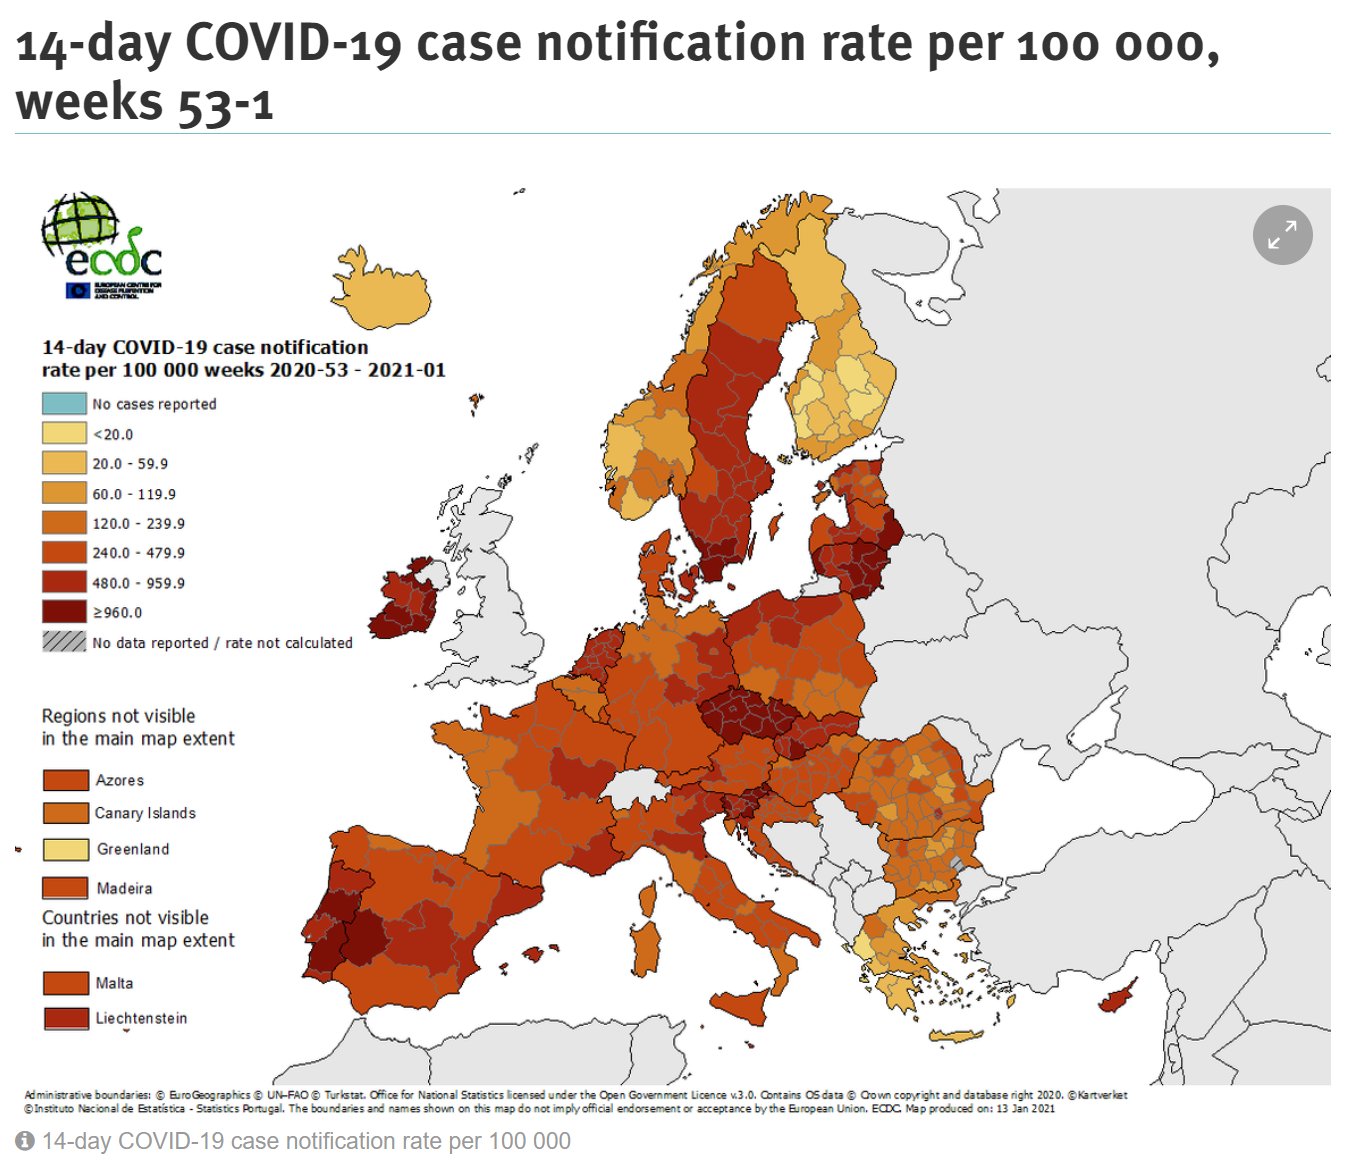 14-day COVID-19 case notification rate per 100 000,
weeks 53-1
ecdc
EUROPEAN CENTRE FOR
DISEASE PREVENTION
AND CONTROL
14-day COVID-19 case notification
rate per 100 000 weeks 2020-53 - 2021-01
No cases reported
<20.0
20.0 - 59.9
60.0 - 119.9
120.0 - 239.9
240.0 - 479.9
480.0 - 959.9
≥960.0
No data reported / rate not calculated
Regions not visible
in the main map extent
Azores
Canary Islands
Greenland
Madeira
Countries not visible
in the main map extent
Malta
Liechtenstein
Administrative boundaries: © EuroGeographics © UN-FAO © Turkstat. Office for National Statistics licensed under the Open Government Licence v.3.0. Contains OS data © Crown copyright and database right 2020. ©Kartverket
©Instituto Nacional de Estatística - Statistics Portugal. The boundaries and names shown on this map do not imply official endorsement or acceptance by the European Union. ECDC. Map produced on: 13 Jan 2021
14-day COVID-19 case notification rate per 100 000